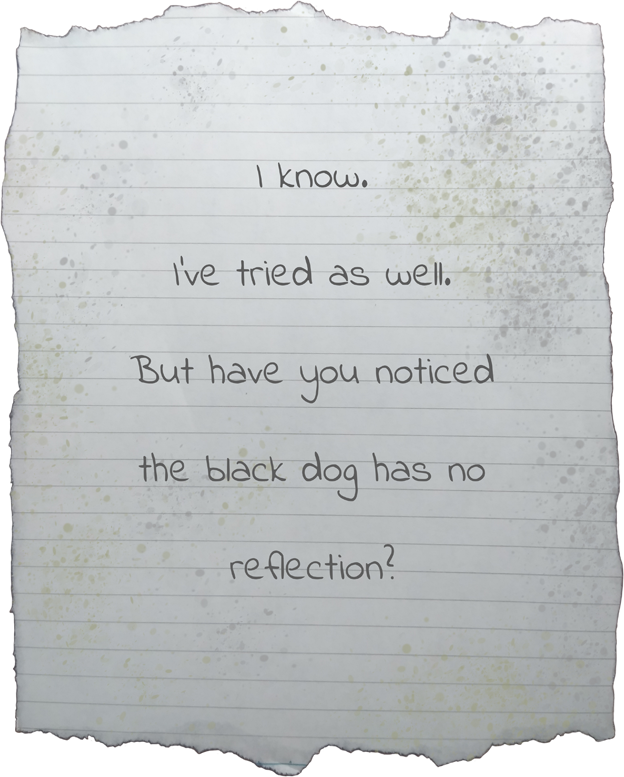 I know.
I've tried as well.
But have you noticed
the black dog has no
reflection?